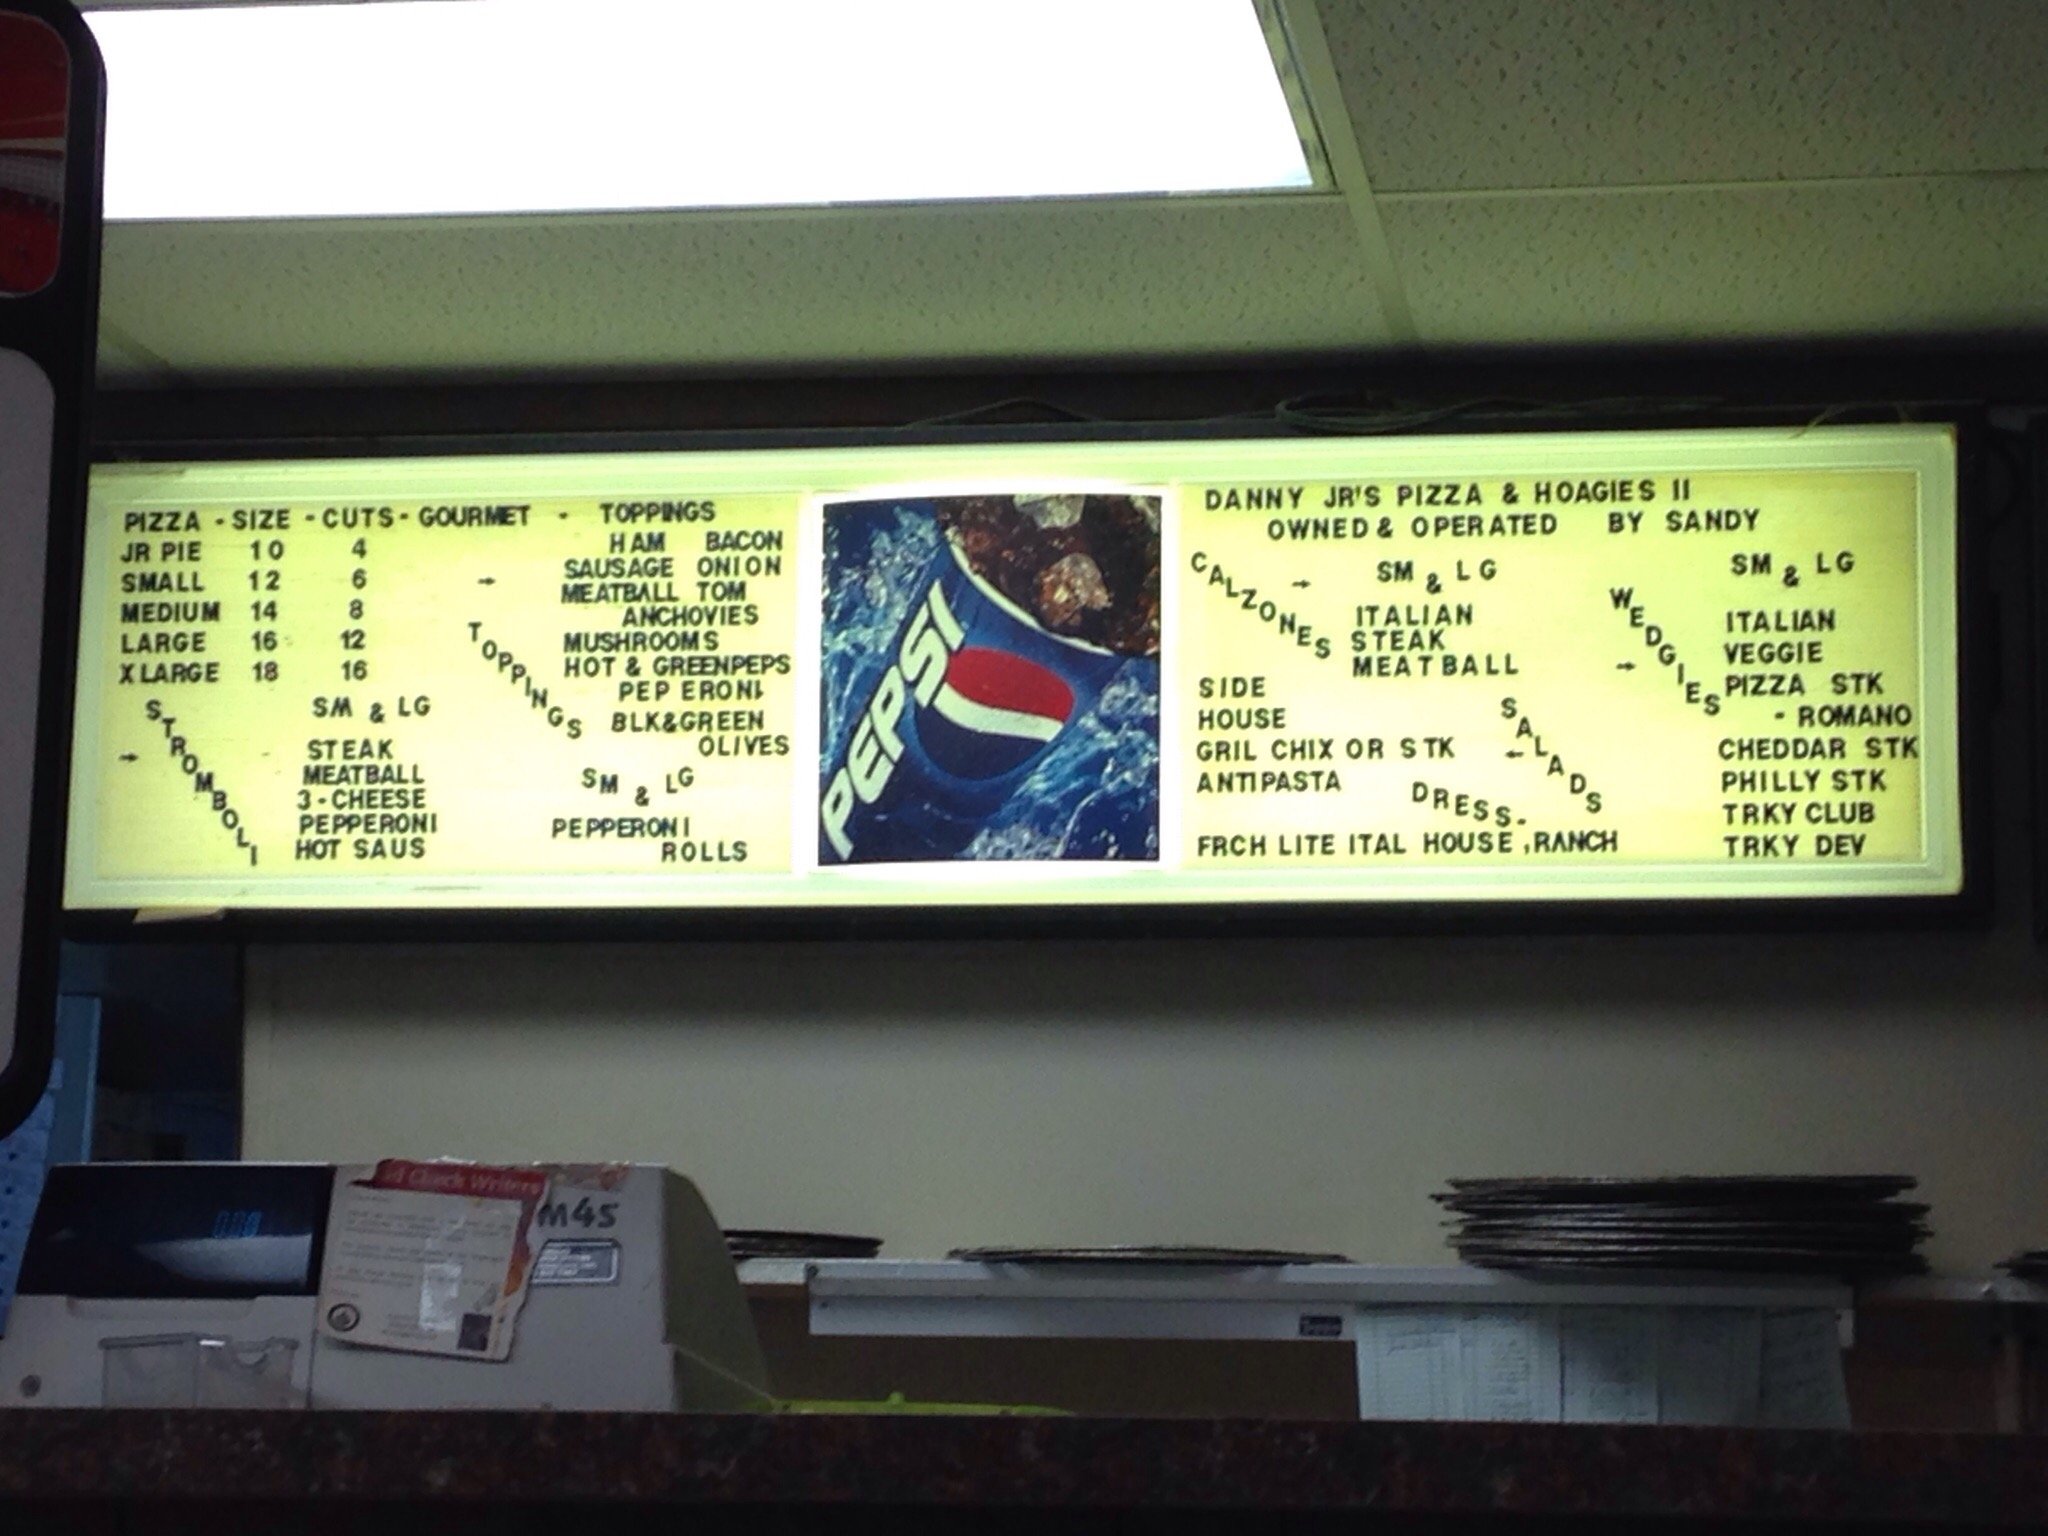 PIZZA - SIZE - CUTS - GOURMET - TOPPINGS
JR PIE 10 4
SMALL 12 6
MEDIUM 14 8
LARGE 16 12
X LARGE 18 16
HAM BACON
SAUSAGE ONION
→ MEATBALL TOM
ANCHOVIES
MUSHROOMS
HOT & GREENPEPS
PEPERONI
BLK&GREEN
OLIVES
TOPPINGS
STROMBOLI
→
SM & LG
STEAK
MEATBALL
3-CHEESE
PEPPERONI
HOT SAUS
SM & LG
PEPPERONI
ROLLS
PEPSI
DANNY JR'S PIZZA & HOAGIES II
OWNED & OPERATED BY SANDY
CALZONES → SM & LG
ITALIAN
STEAK
MEATBALL
SIDE
HOUSE
GRIL CHIX OR STK ←
ANTIPASTA
SALADS
DRESS.
FRCH LITE ITAL HOUSE, RANCH
WEDGIES
→
SM & LG
ITALIAN
VEGGIE
PIZZA STK
- ROMANO
CHEDDAR STK
PHILLY STK
TRKY CLUB
TRKY DEV
Check Writers
M45